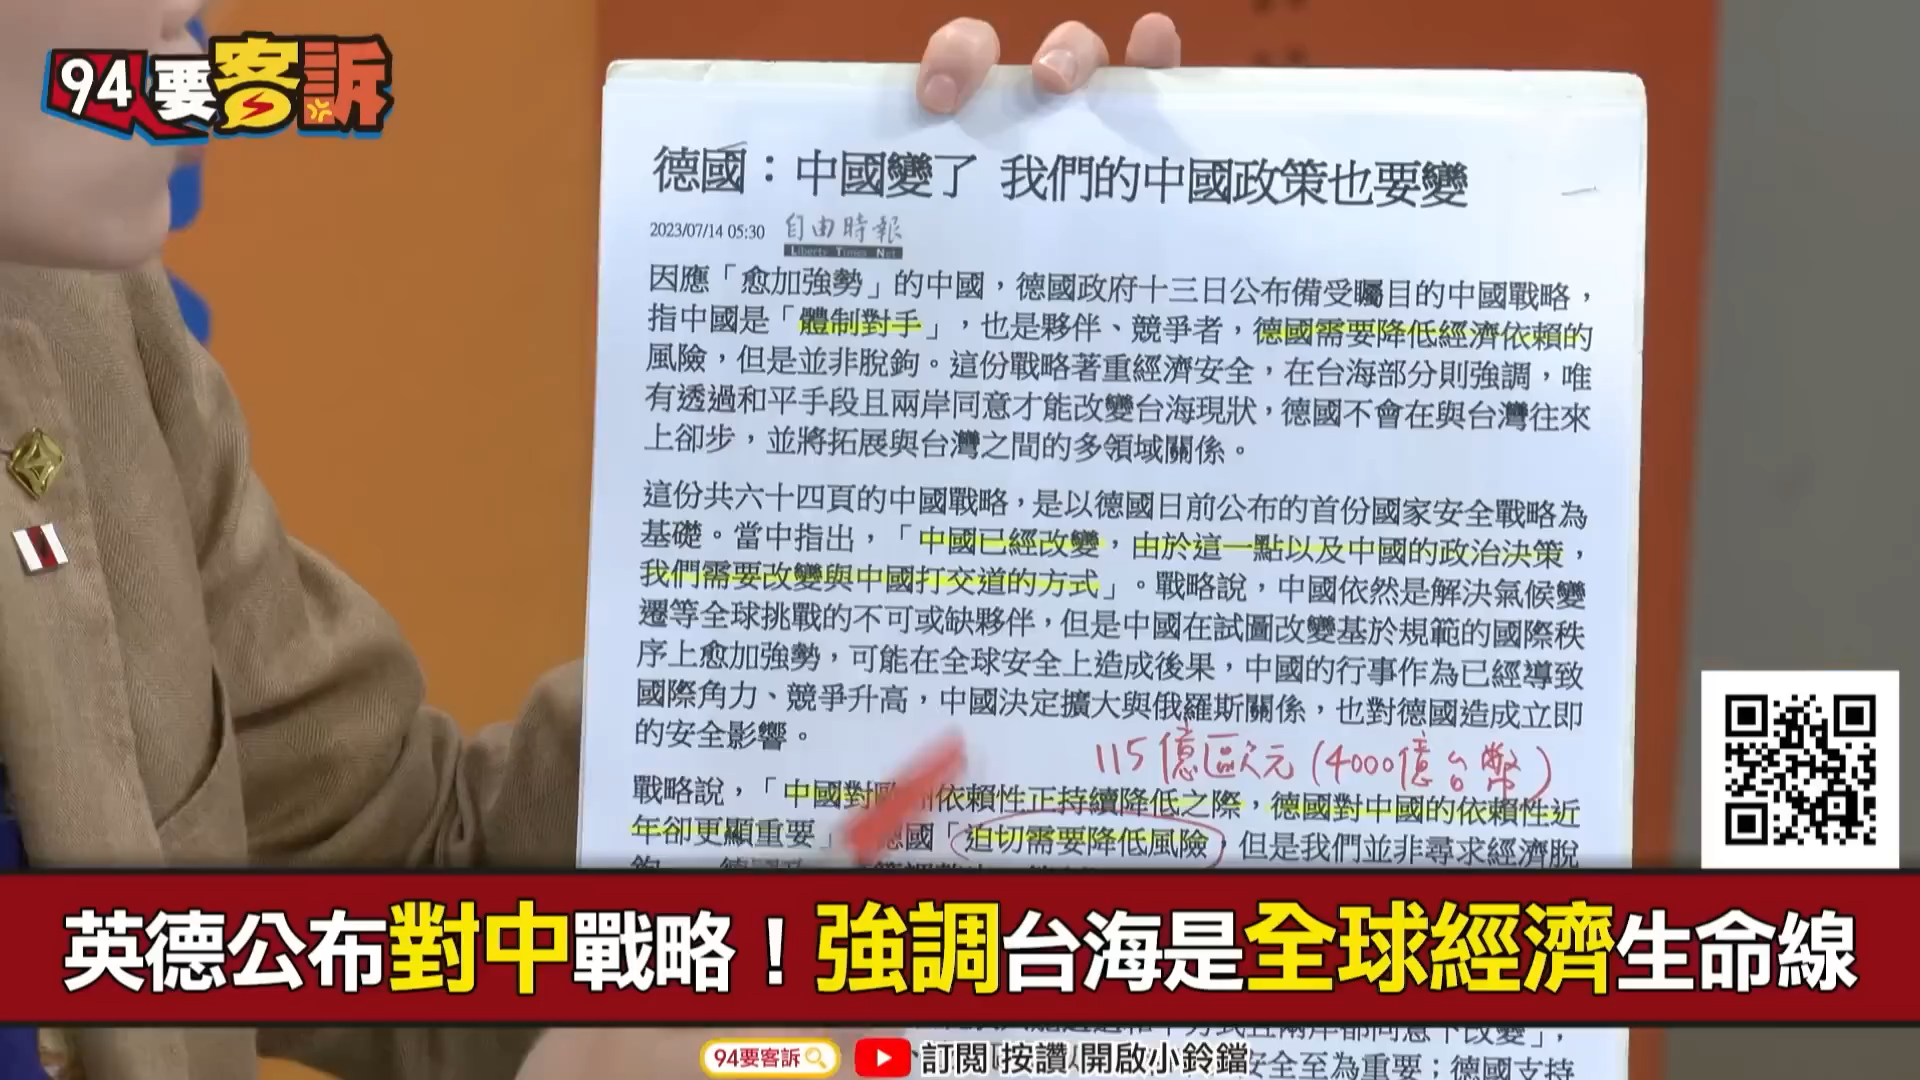 94要客訴
德國：中國變了 我們的中國政策也要變
2023/07/14 05:30 自由時報
Liberty Times Net
因應「愈加強勢」的中國，德國政府十三日公布備受矚目的中國戰略，
指中國是「體制對手」，也是夥伴、競爭者，德國需要降低經濟依賴的
風險，但是並非脫鉤。這份戰略著重經濟安全，在台海部分則強調，唯
有透過和平手段且兩岸同意才能改變台海現狀，德國不會在與台灣往來
上卻步，並將拓展與台灣之間的多領域關係。
這份共六十四頁的中國戰略，是以德國日前公布的首份國家安全戰略為
基礎。當中指出，「中國已經改變，由於這一點以及中國的政治決策，
我們需要改變與中國打交道的方式」。戰略說，中國依然是解決氣候變
遷等全球挑戰的不可或缺夥伴，但是中國在試圖改變基於規範的國際秩
序上愈加強勢，可能在全球安全上造成後果，中國的行事作為已經導致
國際角力、競爭升高，中國決定擴大與俄羅斯關係，也對德國造成立即
的安全影響。
115億歐元（4000億台幣）
戰略說，「中國對 依賴性正持續降低之際，德國對中國的依賴性近
年卻更顯重要」 德國「迫切需要降低風險，但是我們並非尋求經濟脫
英德公布對中戰略！強調台海是全球經濟生命線
94要客訴 訂閱 按讚 開啟小鈴鐺
安全至為重要；德國支持